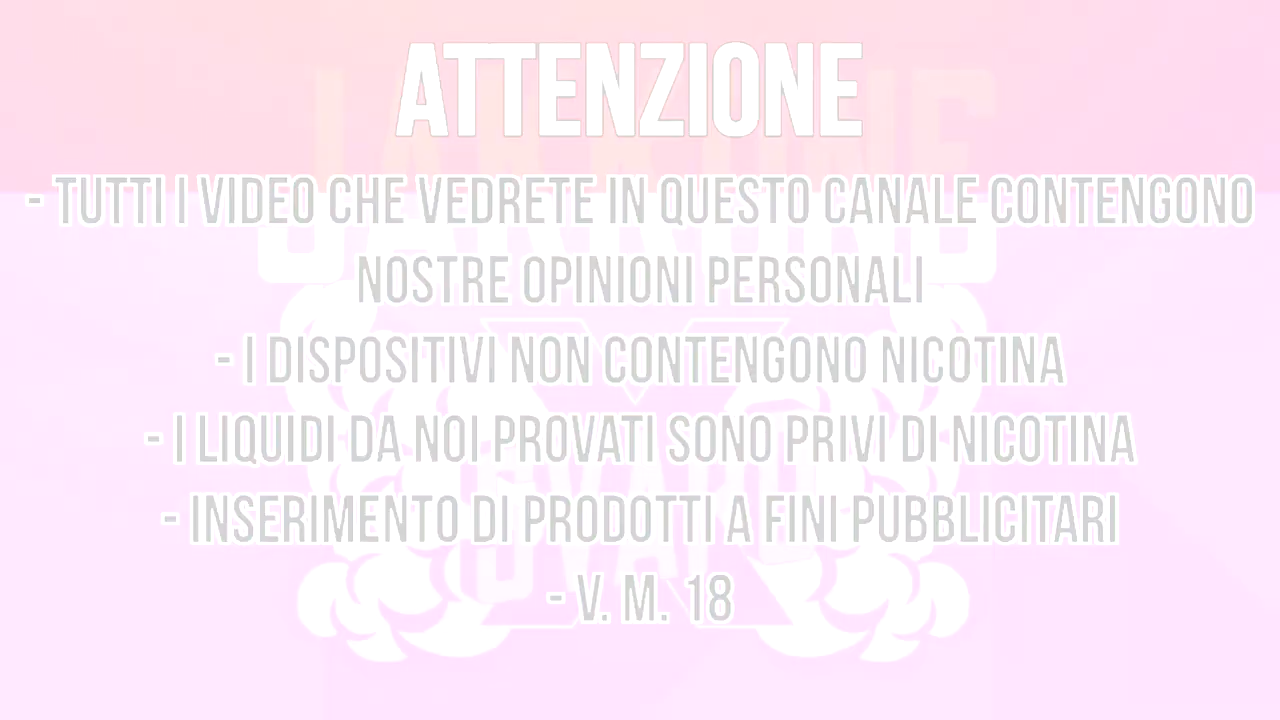 ATTENZIONE
- TUTTI I VIDEO CHE VEDRETE IN QUESTO CANALE CONTENGONO
NOSTRE OPINIONI PERSONALI
- I DISPOSITIVI NON CONTENGONO NICOTINA
- I LIQUIDI DA NOI PROVATI SONO PRIVI DI NICOTINA
- INSERIMENTO DI PRODOTTI A FINI PUBBLICITARI
- V. M. 18